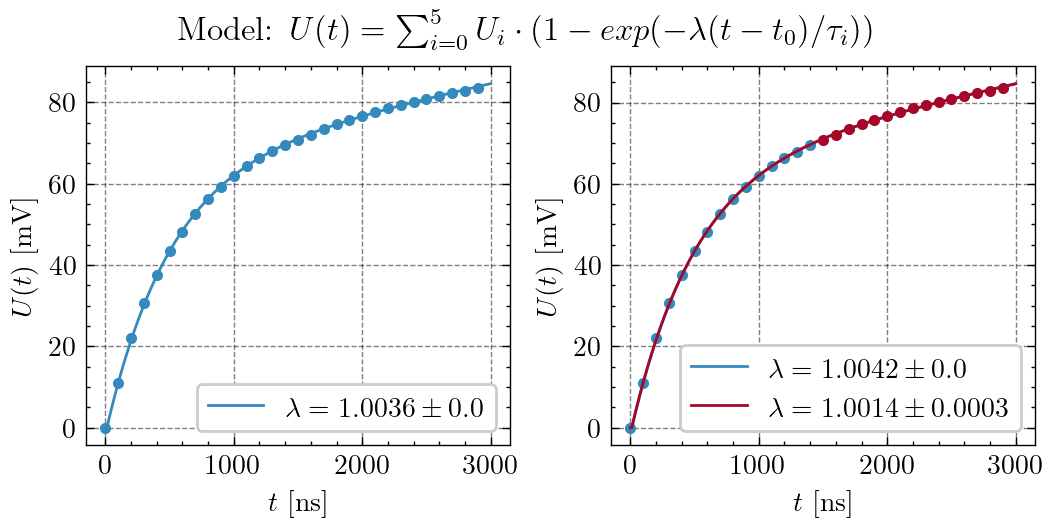 Model: U(t) = ∑_{i=0}^{5} U_i · (1 − exp(−λ(t − t_0)/τ_i))
80
60
40
20
0
U(t) [mV]
λ = 1.0036 ± 0.0
0 1000 2000 3000
t [ns]
80
60
40
20
0
U(t) [mV]
λ = 1.0042 ± 0.0
λ = 1.0014 ± 0.0003
0 1000 2000 3000
t [ns]